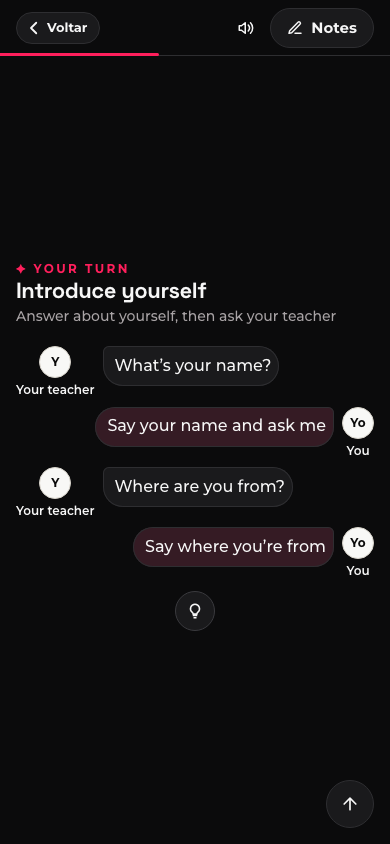 Voltar
Notes
YOUR TURN
Introduce yourself
Answer about yourself, then ask your teacher
Y
What's your name?
Your teacher
Say your name and ask me
Yo
You
Y
Where are you from?
Your teacher
Say where you're from
Yo
You